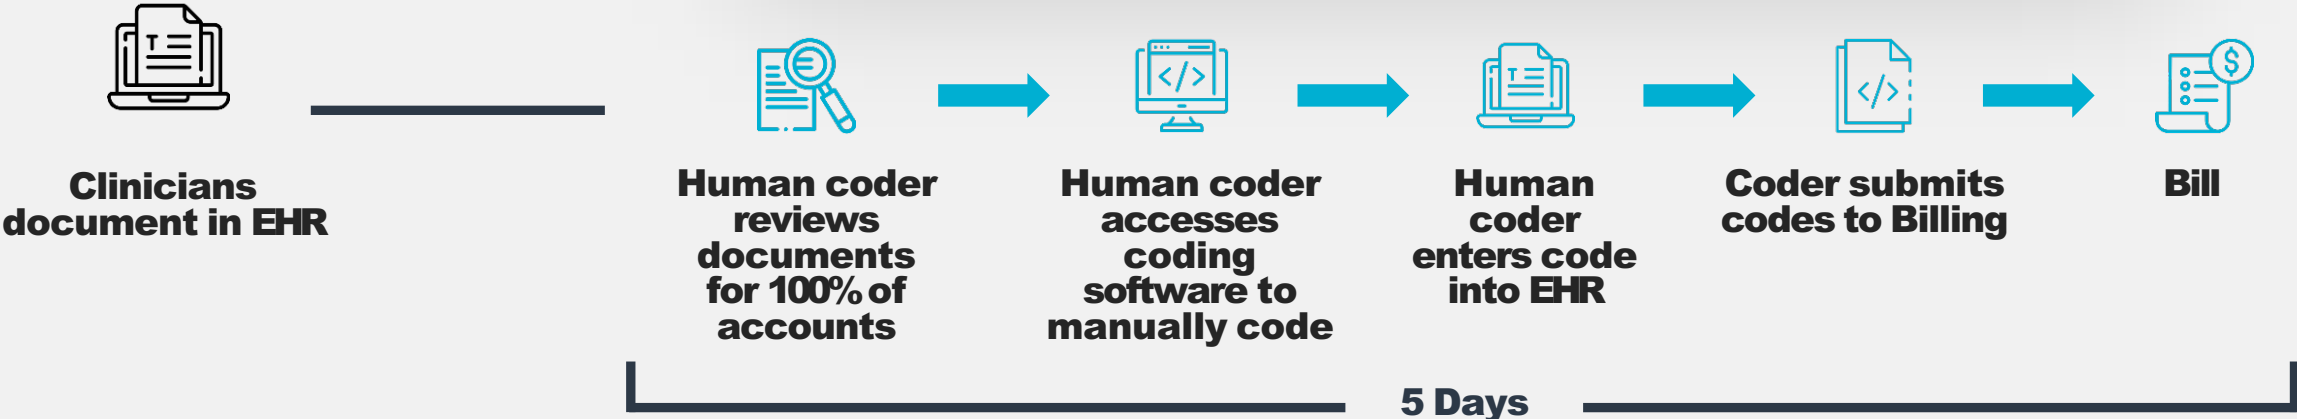 Clinicians
document in EHR
Human coder
reviews
documents
for 100% of
accounts
Human coder
accesses
coding
software to
manually code
Human
coder
enters code
into EHR
Coder submits
codes to Billing
Bill
5 Days